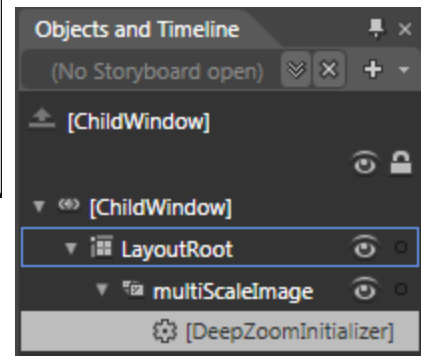 Objects and Timeline
(No Storyboard open)
[ChildWindow]
[ChildWindow]
LayoutRoot
multiScaleImage
[DeepZoomInitializer]